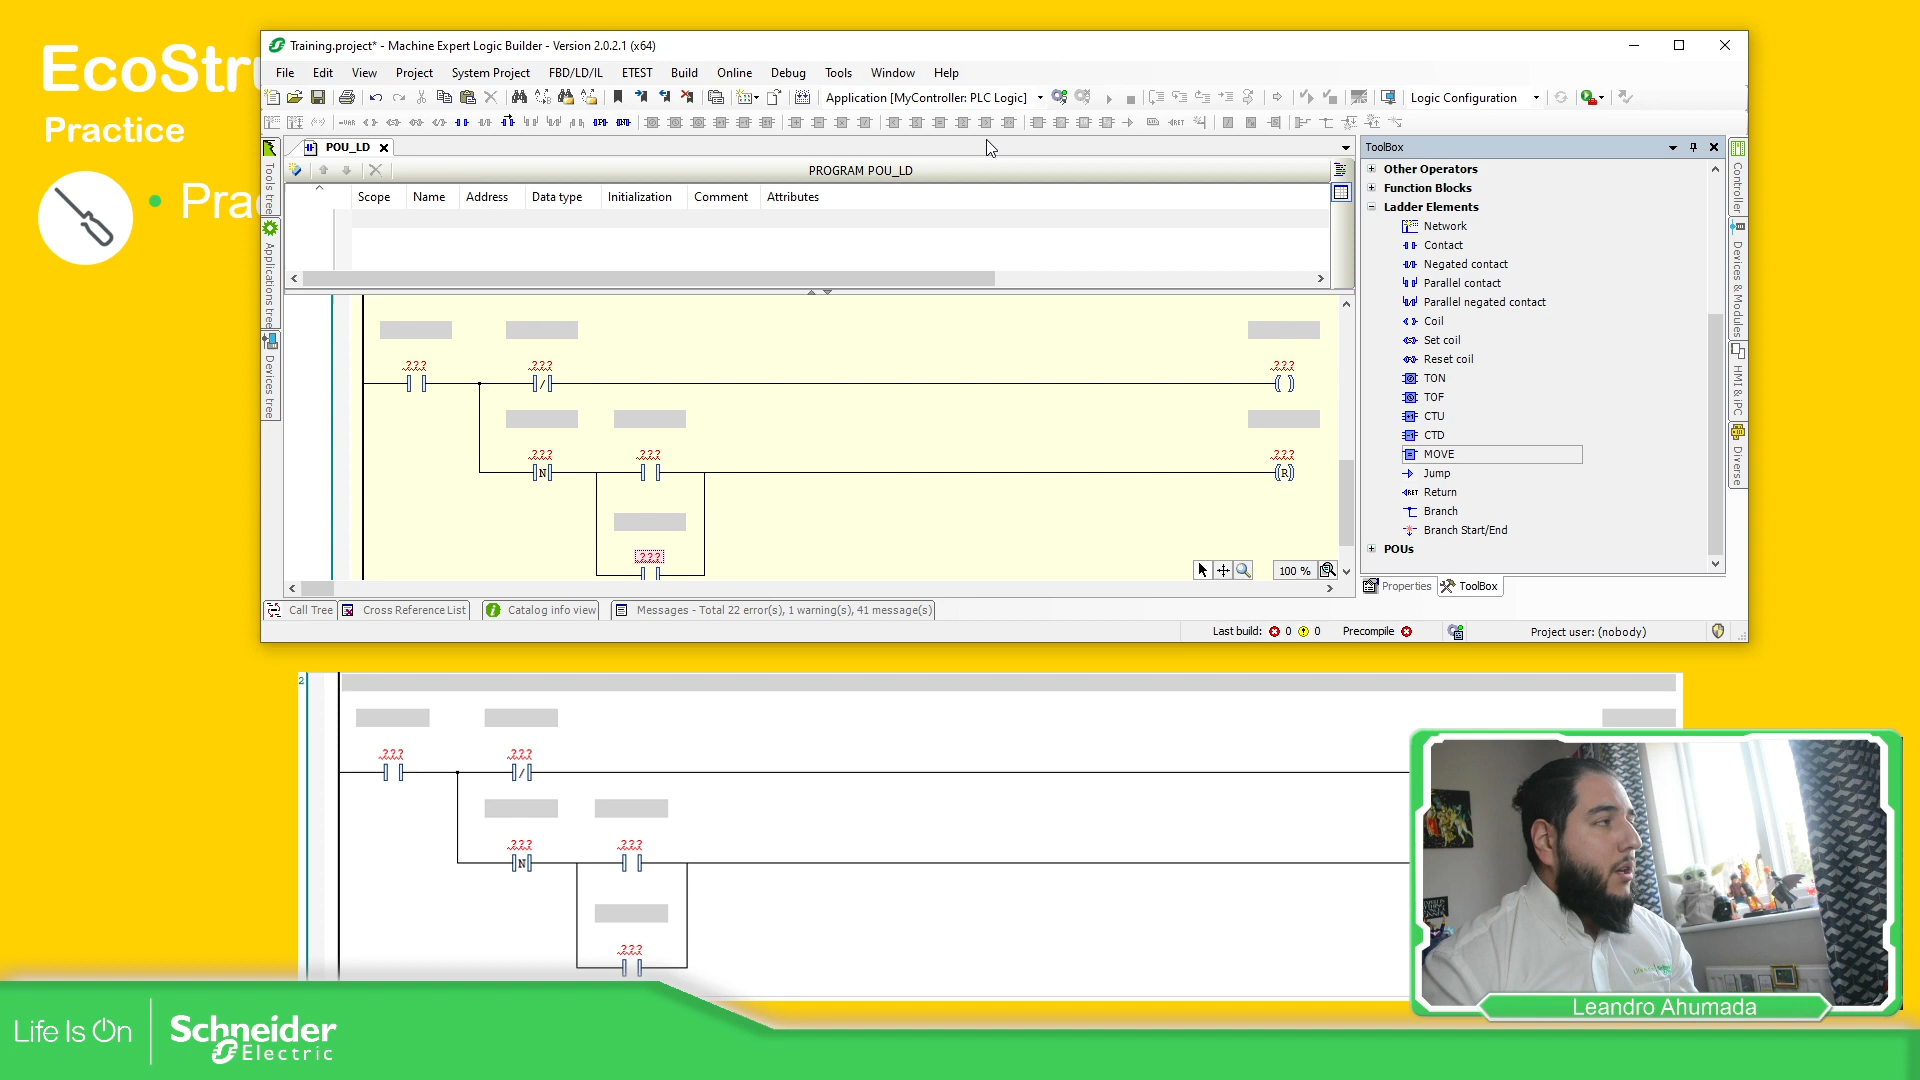 EcoStru
Practice
Pra
Training.project* - Machine Expert Logic Builder - Version 2.0.2.1 (x64)
File Edit View Project System Project FBD/LD/IL ETEST Build Online Debug Tools Window Help
Application [MyController: PLC Logic]
Logic Configuration
POU_LD
PROGRAM POU_LD
Scope Name Address Data type Initialization Comment Attributes
Tools tree
Applications tree
Devices tree
??? ??? ???
??? ??? ???
N R
???
100 %
ToolBox
Other Operators
Function Blocks
Ladder Elements
Network
Contact
Negated contact
Parallel contact
Parallel negated contact
Coil
Set coil
Reset coil
TON
TOF
CTU
CTD
MOVE
Jump
Return
Branch
Branch Start/End
POUs
Properties ToolBox
Controller
Devices & Modules
HMI & iPC
Diverse
Call Tree Cross Reference List Catalog info view Messages - Total 22 error(s), 1 warning(s), 41 message(s)
Last build: 0 0 Precompile Project user: (nobody)
2
??? ???
??? ???
N
???
Leandro Ahumada
Life Is On Schneider Electric